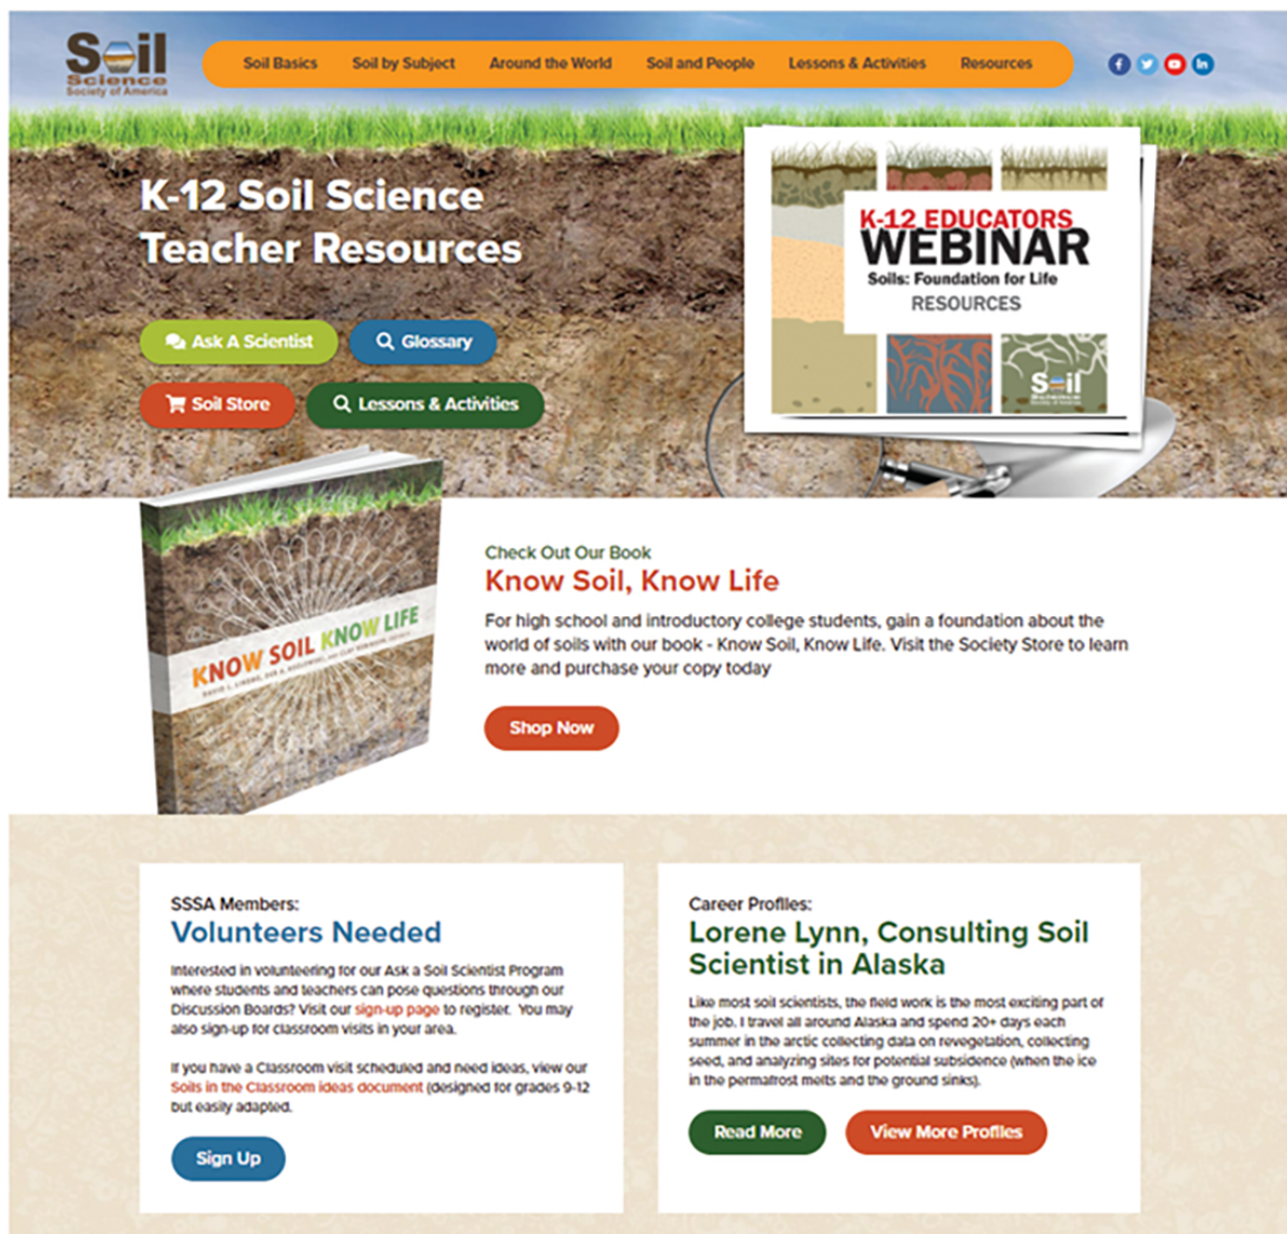 Soil
Science
Society of America
Soil Basics
Soil by Subject
Around the World
Soil and People
Lessons & Activities
Resources
K-12 Soil Science
Teacher Resources
Ask A Scientist
Glossary
Soil Store
Lessons & Activities
K-12 EDUCATORS
WEBINAR
Soils: Foundation for Life
RESOURCES
Soil
KNOW SOIL KNOW LIFE
Check Out Our Book
Know Soil, Know Life
For high school and introductory college students, gain a foundation about the
world of soils with our book - Know Soil, Know Life. Visit the Society Store to learn
more and purchase your copy today
Shop Now
SSSA Members:
Volunteers Needed
Interested in volunteering for our Ask a Soil Scientist Program
where students and teachers can pose questions through our
Discussion Boards? Visit our sign-up page to register. You may
also sign-up for classroom visits in your area.
If you have a Classroom visit scheduled and need ideas, view our
Soils in the Classroom ideas document (designed for grades 9-12
but easily adapted.
Sign Up
Career Profiles:
Lorene Lynn, Consulting Soil
Scientist in Alaska
Like most soil scientists, the field work is the most exciting part of
the job. I travel all around Alaska and spend 20+ days each
summer in the arctic collecting data on revegetation, collecting
seed, and analyzing sites for potential subsidence (when the ice
in the permafrost melts and the ground sinks).
Read More
View More Profiles